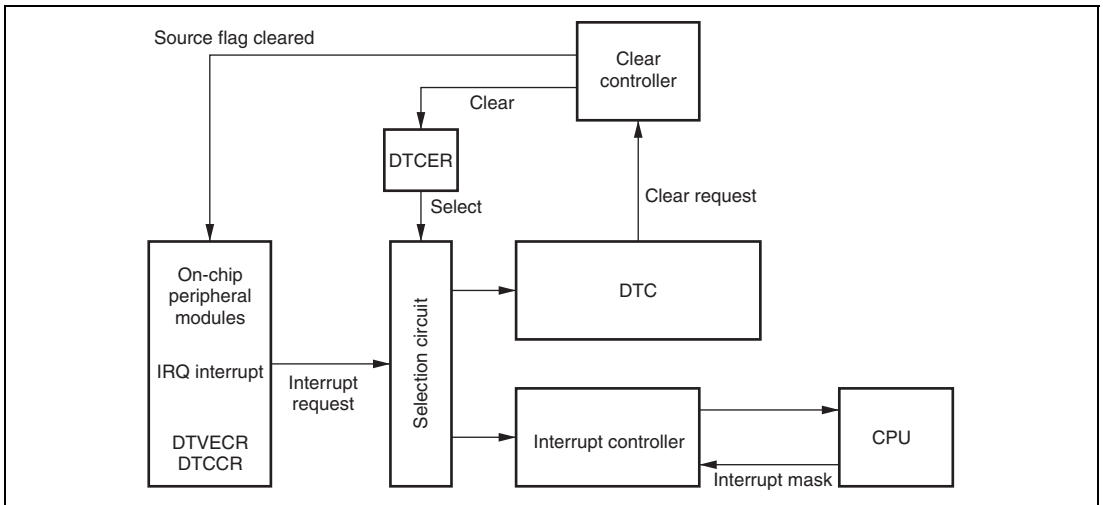 Source flag cleared
Clear
controller
Clear
DTCER
Clear request
Select
On-chip
peripheral
modules
IRQ interrupt
DTVECR
DTCCR
Interrupt
request
Selection circuit
DTC
Interrupt controller
CPU
Interrupt mask